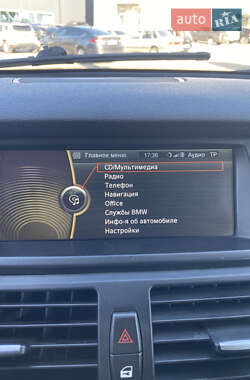 AUTO
RIA
Главное меню 17:26 Аудио TP
CD/Мультимедиа
Радио
Телефон
Навигация
Office
Службы BMW
Инфо-я об автомобиле
Настройки